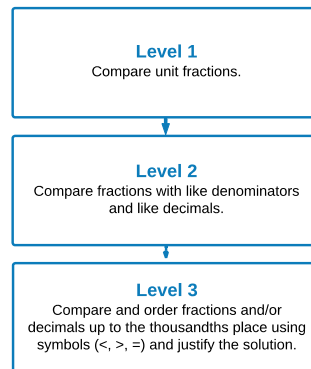 Level 1
Compare unit fractions.
Level 2
Compare fractions with like denominators
and like decimals.
Level 3
Compare and order fractions and/or
decimals up to the thousandths place using
symbols (<, >, =) and justify the solution.